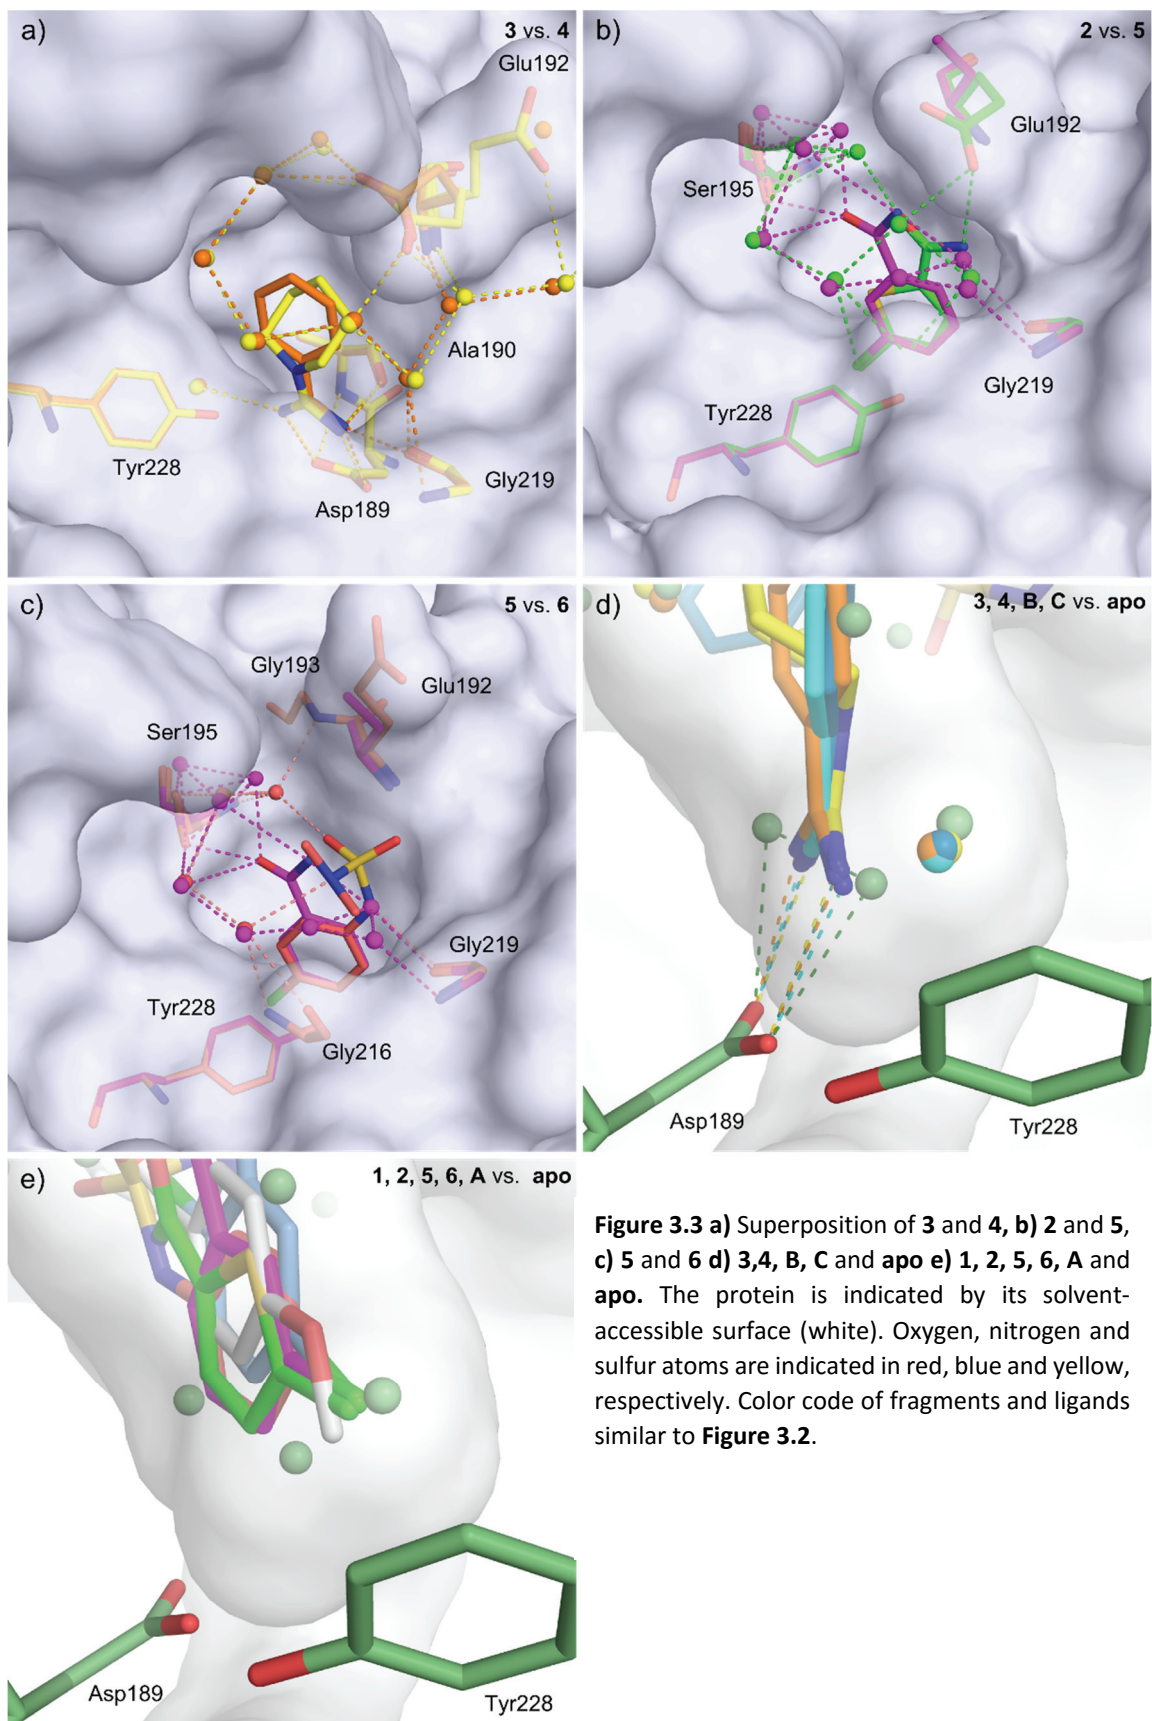 a)
3 vs. 4
Glu192
Ala190
Tyr228
Asp189
Gly219
b)
2 vs. 5
Glu192
Ser195
Gly219
Tyr228
c)
5 vs. 6
Gly193
Glu192
Ser195
Gly219
Tyr228
Gly216
d)
3, 4, B, C vs. apo
Asp189
Tyr228
e)
1, 2, 5, 6, A vs. apo
Asp189
Tyr228
Figure 3.3 a) Superposition of 3 and 4, b) 2 and 5,
c) 5 and 6 d) 3,4, B, C and apo e) 1, 2, 5, 6, A and
apo. The protein is indicated by its solvent-
accessible surface (white). Oxygen, nitrogen and
sulfur atoms are indicated in red, blue and yellow,
respectively. Color code of fragments and ligands
similar to Figure 3.2.